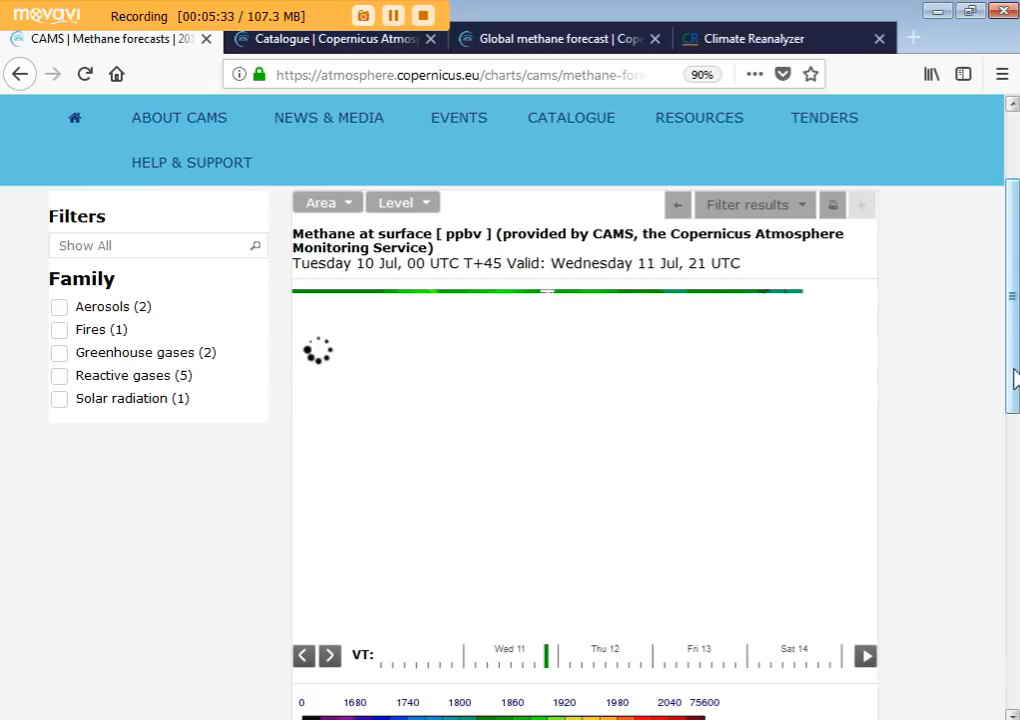 movavi Recording [00:05:33 / 107.3 MB]
CAMS | Methane forecasts | 201
Catalogue | Copernicus Atmos
Global methane forecast | Cop
CR Climate Reanalyzer
https://atmosphere.copernicus.eu/charts/cams/methane-fore
90%
ABOUT CAMS NEWS & MEDIA EVENTS CATALOGUE RESOURCES TENDERS
HELP & SUPPORT
Filters
Show All
Family
Aerosols (2)
Fires (1)
Greenhouse gases (2)
Reactive gases (5)
Solar radiation (1)
Area Level Filter results
Methane at surface [ ppbv ] (provided by CAMS, the Copernicus Atmosphere
Monitoring Service)
Tuesday 10 Jul, 00 UTC T+45 Valid: Wednesday 11 Jul, 21 UTC
VT: Wed 11 Thu 12 Fri 13 Sat 14
0 1680 1740 1800 1860 1920 1980 2040 75600